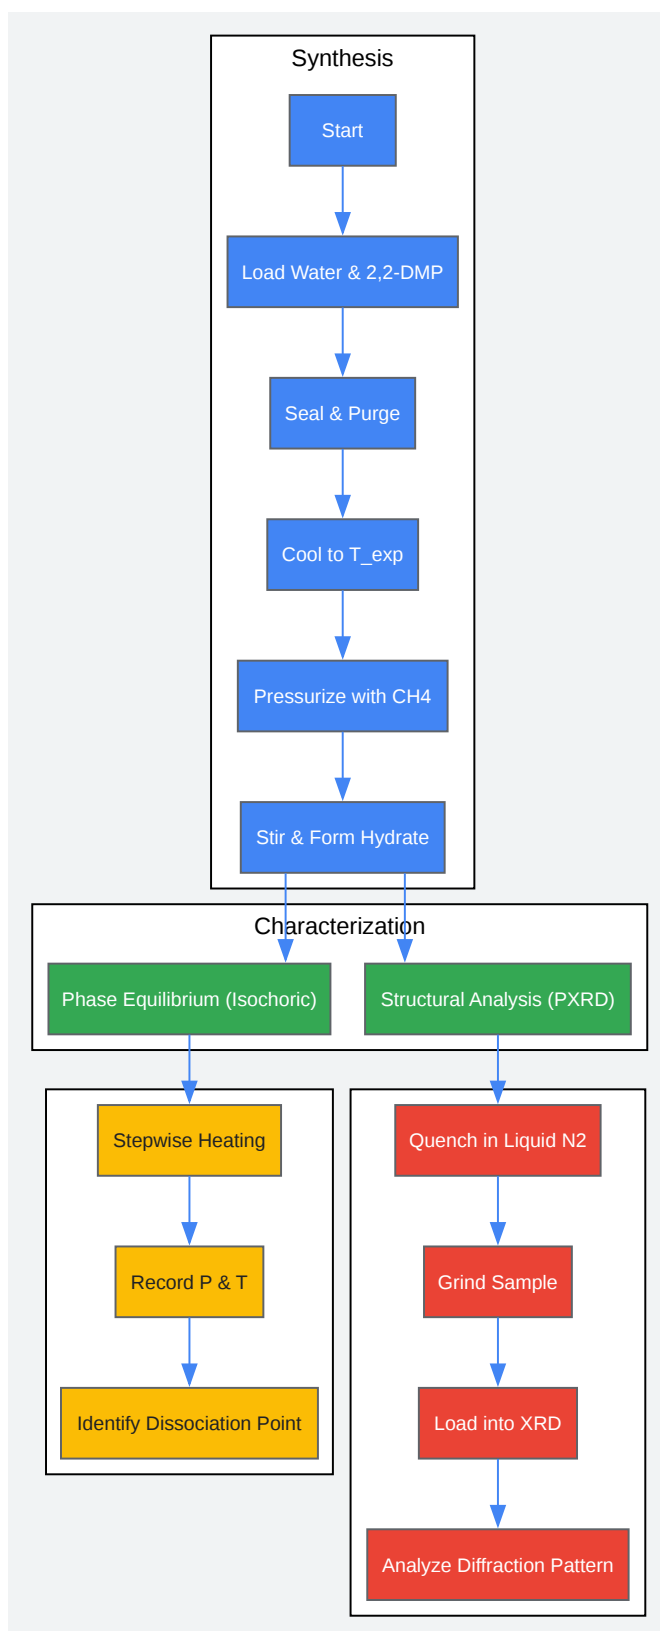 Synthesis
Start
Load Water & 2,2-DMP
Seal & Purge
Cool to T_exp
Pressurize with CH4
Stir & Form Hydrate
Characterization
Phase Equilibrium (Isochoric)
Structural Analysis (PXRD)
Stepwise Heating
Record P & T
Identify Dissociation Point
Quench in Liquid N2
Grind Sample
Load into XRD
Analyze Diffraction Pattern